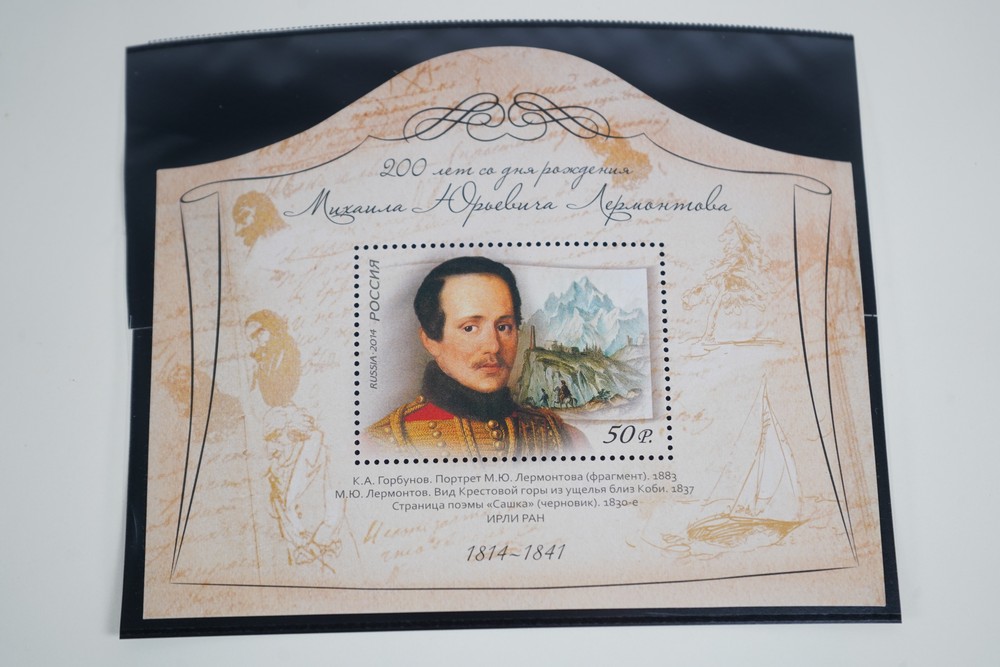 200 лет со дня рождения
Михаила Юрьевича Лермонтова
RUSSIA·2014 РОССИЯ
50 Р.
К.А. Горбунов. Портрет М.Ю. Лермонтова (фрагмент). 1883
М.Ю. Лермонтов. Вид Крестовой горы из ущелья близ Коби. 1837
Страница поэмы «Сашка» (черновик). 1830-е
ИРЛИ РАН
1814–1841